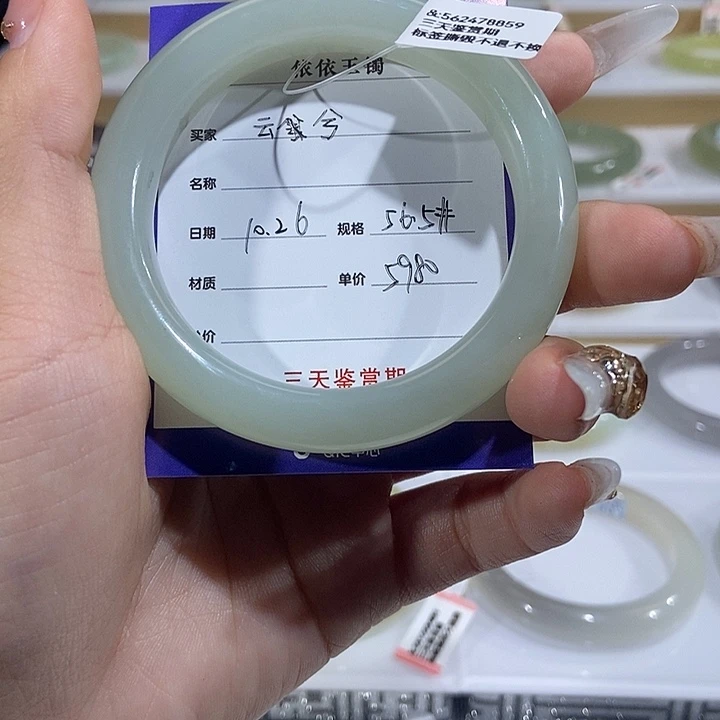 &:562478859
三天鉴赏期
标签撕毁不退不换
依依玉镯
买家 云
兮
名称
日期 10.26 规格 56.5#
材质 单价 5980
价
三天鉴赏期